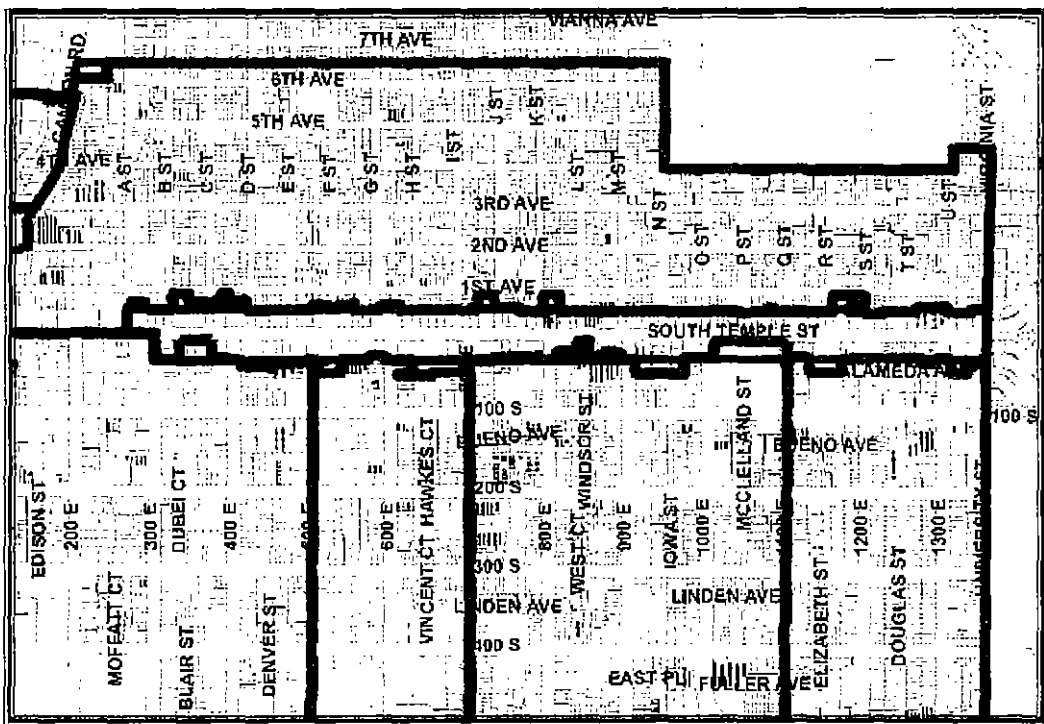 VIANNA AVE
7TH AVE
6TH AVE
5TH AVE
J ST
K ST
I ST
4TH AVE
A ST
B ST
C ST
D ST
E ST
F ST
G ST
H ST
L ST
M ST
N ST
U ST
3RD AVE
2ND AVE
O ST
P ST
Q ST
R ST
S ST
T ST
1ST AVE
SOUTH TEMPLE ST
100 S
100 S
200 S
300 S
400 S
EDISON ST
200 E
MOFFATT CT
300 E
DUBEI CT
BLAIR ST
400 E
DENVER ST
600 E
VINCENT CT
HAWKES CT
800 E
WEST CT
WINDSOR ST
IOWA ST
1000 E
MCCLELLAND ST
ELIZABETH ST
1200 E
DOUGLAS ST
1300 E
LINDEN AVE
LINDEN AVE
FULLER AVE